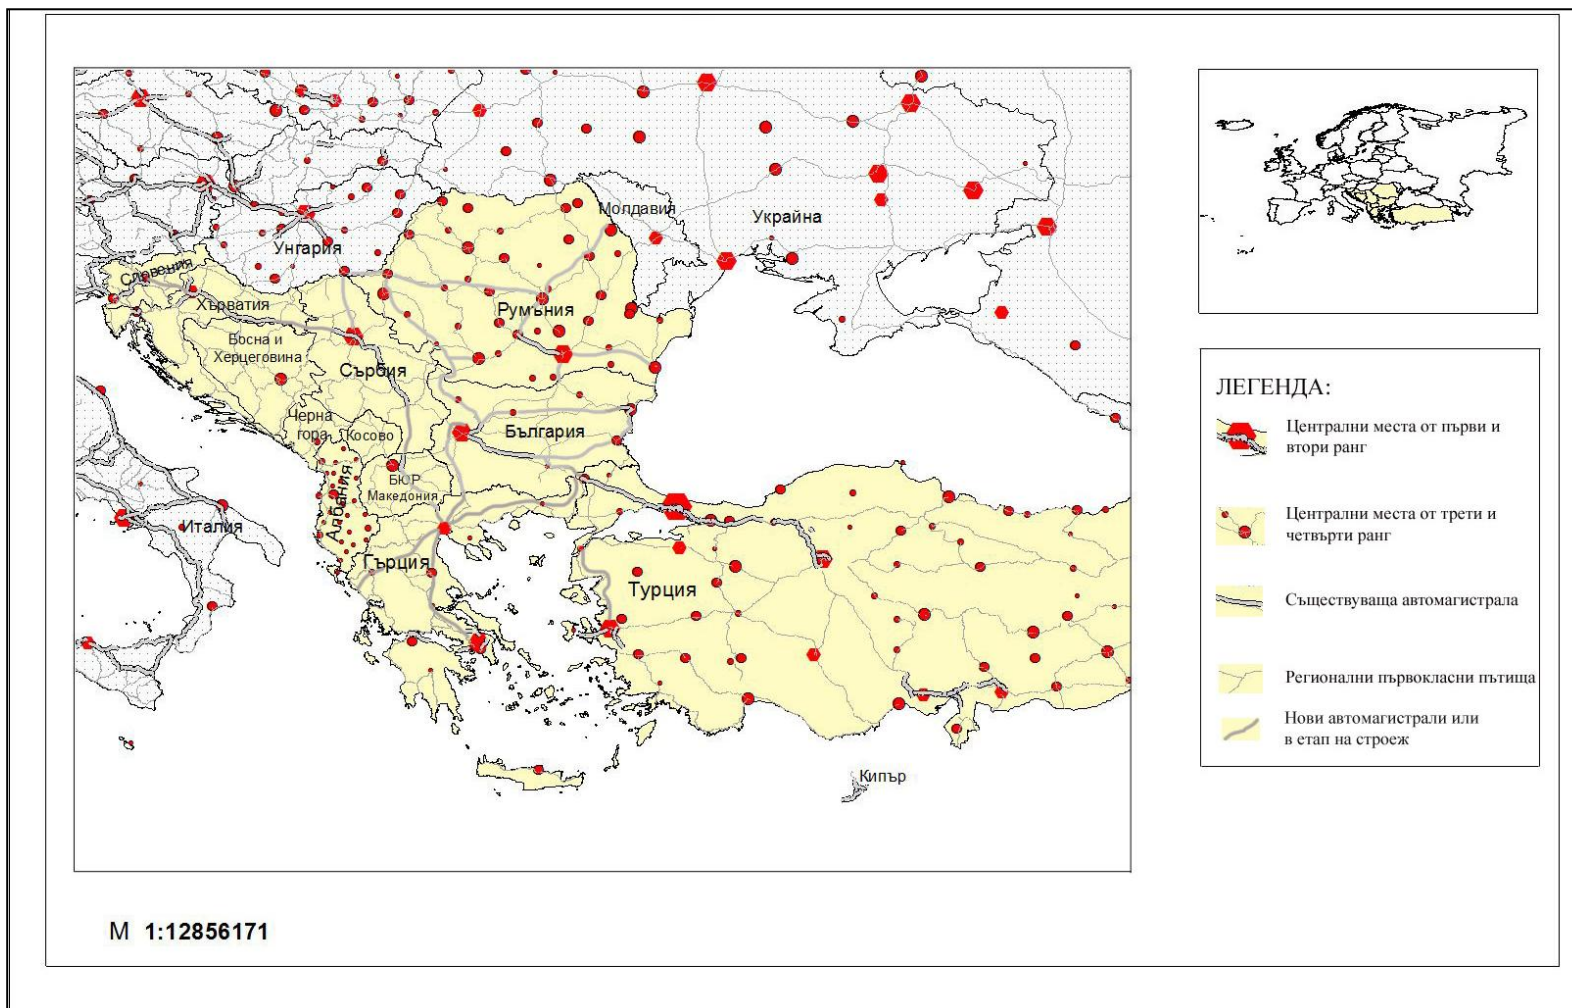 Молдавия
Украйна
Унгария
Словения
Хърватия
Румъния
Босна и
Херцеговина
Сърбия
Черна
гора
Косово
България
БЮР
Македония
Албания
Италия
Гърция
Турция
Кипър
М 1:12856171
ЛЕГЕНДА:
Централни места от първи и
втори ранг
Централни места от трети и
четвърти ранг
Съществуваща автомагистрала
Регионални първокласни пътища
Нови автомагистрали или
в етап на строеж